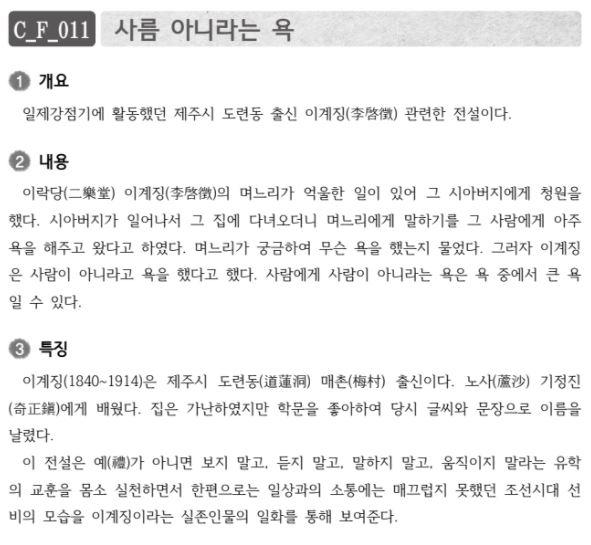 C_F_011 사름 아니라는 욕
1 개요
일제강점기에 활동했던 제주시 도련동 출신 이계징(李啓徵) 관련한 전설이다.
2 내용
이락당(二樂堂) 이계징(李啓徵)의 며느리가 억울한 일이 있어 그 시아버지에게 청원을
했다. 시아버지가 일어나서 그 집에 다녀오더니 며느리에게 말하기를 그 사람에게 아주
욕을 해주고 왔다고 하였다. 며느리가 궁금하여 무슨 욕을 했는지 물었다. 그러자 이계징
은 사람이 아니라고 욕을 했다고 했다. 사람에게 사람이 아니라는 욕은 욕 중에서 큰 욕
일 수 있다.
3 특징
이계징(1840~1914)은 제주시 도련동(道蓮洞) 매촌(梅村) 출신이다. 노사(蘆沙) 기정진
(奇正鎭)에게 배웠다. 집은 가난하였지만 학문을 좋아하여 당시 글씨와 문장으로 이름을
날렸다.
이 전설은 예(禮)가 아니면 보지 말고, 듣지 말고, 말하지 말고, 움직이지 말라는 유학
의 교훈을 몸소 실천하면서 한편으로는 일상과의 소통에는 매끄럽지 못했던 조선시대 선
비의 모습을 이계징이라는 실존인물의 일화를 통해 보여준다.